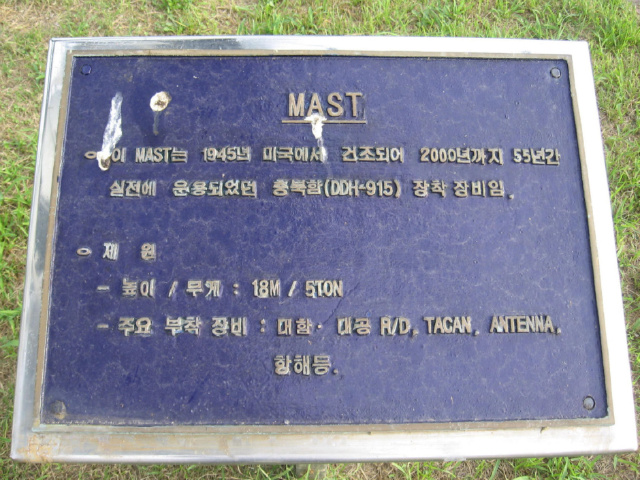 MAST
○이 MAST는 1945년 미국에서 건조되어 2000년까지 55년간
실전에 운용되었던 충북함(DDH-915) 장착 장비임.
○ 제 원
- 높이 / 무게 : 18M / 5TON
- 주요 부착 장비 : 대함· 대공 R/D, TACAN, ANTENNA,
항해등.